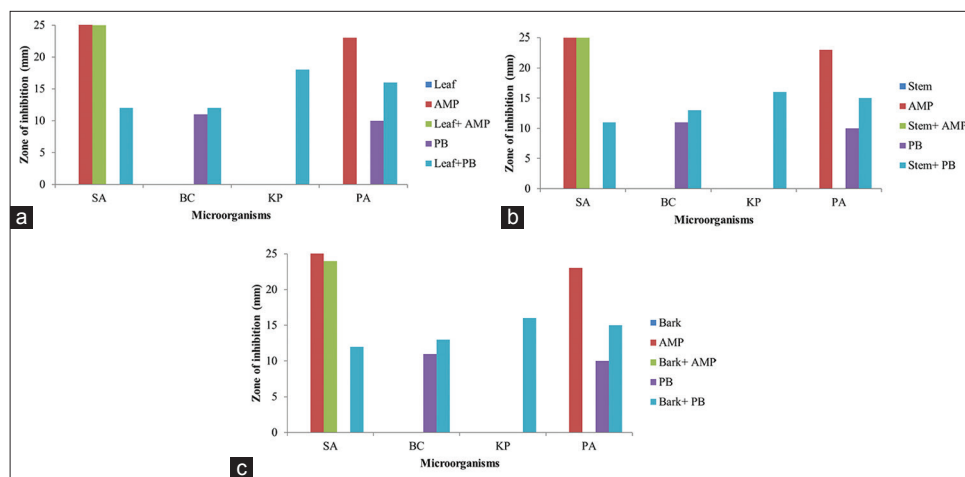 25
20
15
10
5
0
Zone of inhibition (mm)
SA BC KP PA
Microorganisms
Leaf
AMP
Leaf+ AMP
PB
Leaf+PB
a
25
20
15
10
5
0
Zone of inhibition (mm)
SA BC KP PA
Microorganisms
Stem
AMP
Stem+ AMP
PB
Stem+ PB
b
25
20
15
10
5
0
Zone of inhibition (mm)
SA BC KP PA
Microorganisms
Bark
AMP
Bark+ AMP
PB
Bark+ PB
c